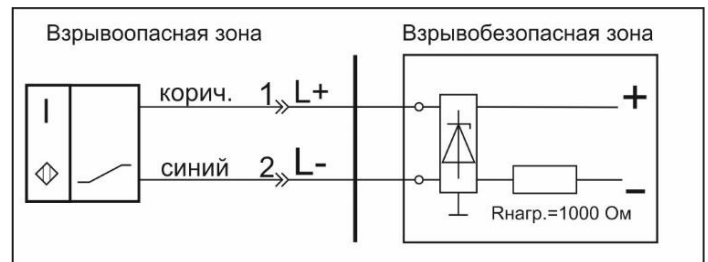 Взрывоопасная зона
Взрывобезопасная зона
I
корич. 1 L+
+
синий 2 L-
−
Rнагр.=1000 Ом